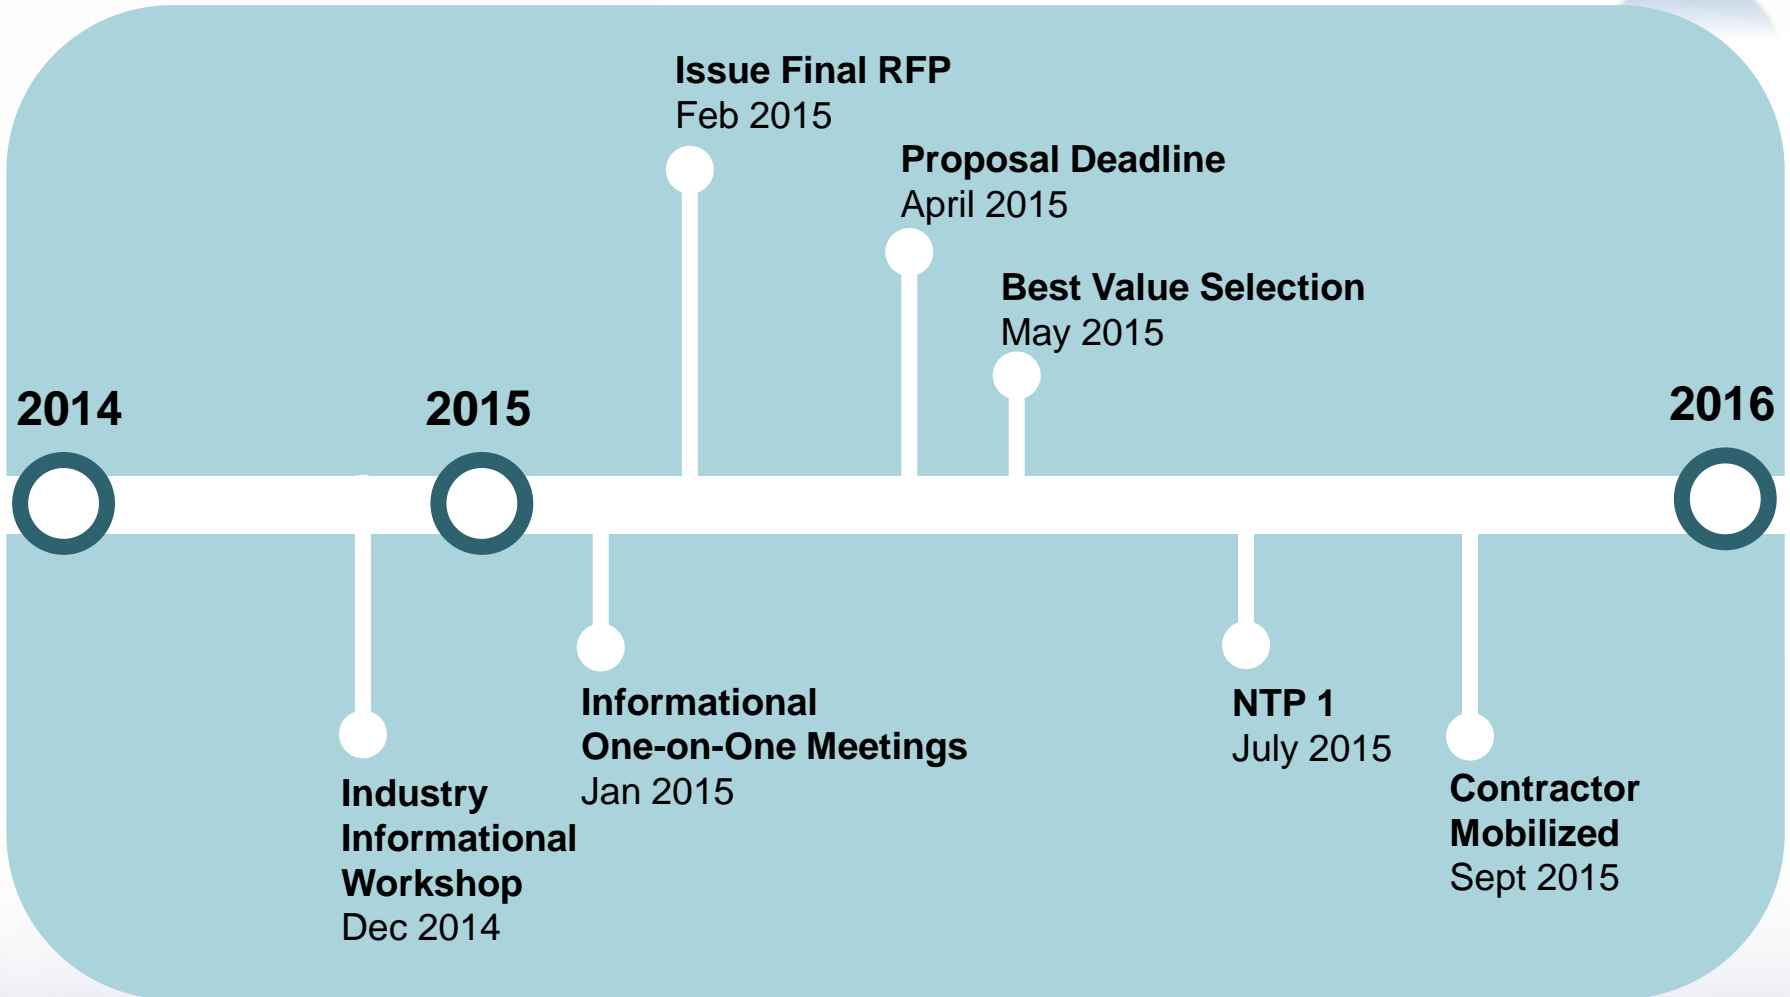 Issue Final RFP
Feb 2015
Proposal Deadline
April 2015
Best Value Selection
May 2015
2014
2015
2016
Industry
Informational
Workshop
Dec 2014
Informational
One-on-One Meetings
Jan 2015
NTP 1
July 2015
Contractor
Mobilized
Sept 2015